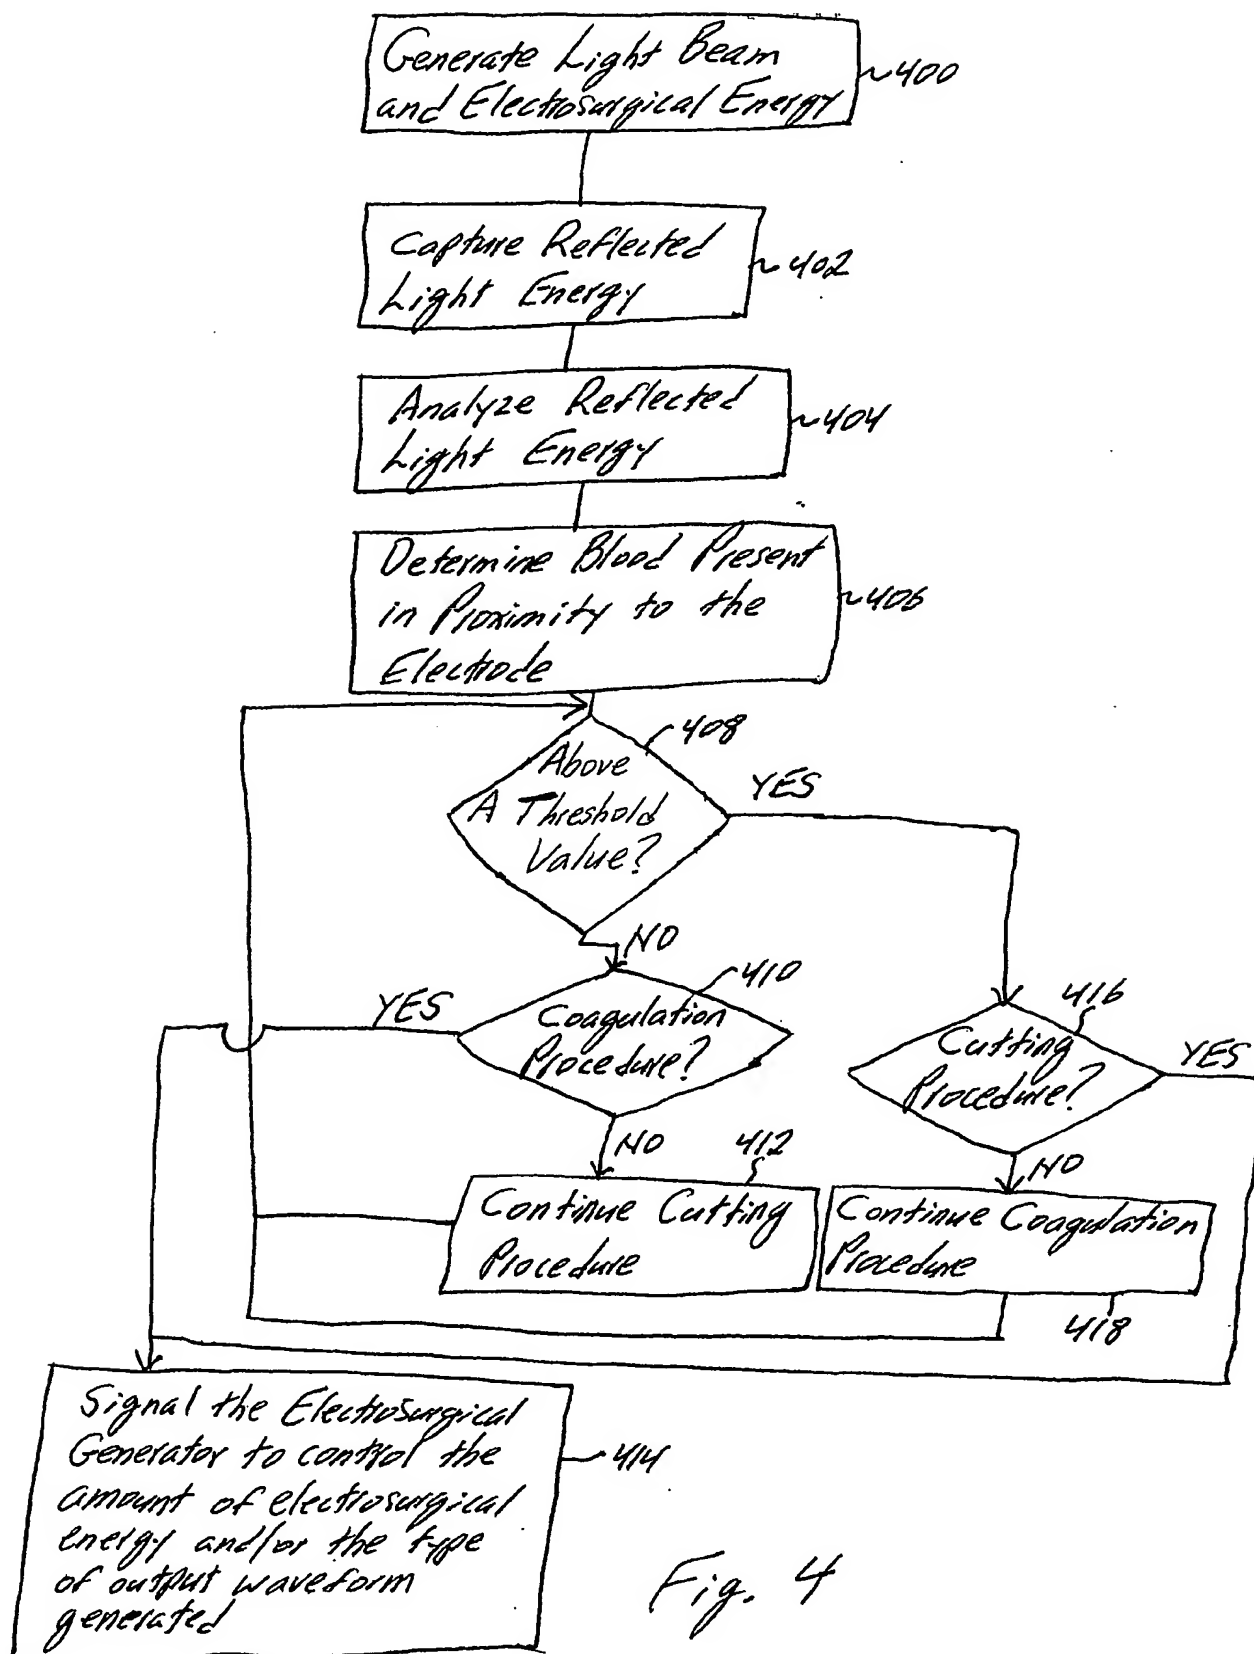 Generate Light Beam
and Electrosurgical Energy
400
Capture Reflected
Light Energy
402
Analyze Reflected
Light Energy
404
Determine Blood Present
in Proximity to the
Electrode
406
408
Above
A Threshold
Value?
YES
NO
410
Coagulation
Procedure?
YES
NO
416
Cutting
Procedure?
YES
NO
412
Continue Cutting
Procedure
Continue Coagulation
Procedure
418
Signal the Electrosurgical
Generator to control the
amount of electrosurgical
energy and/or the type
of output waveform
generated
414
Fig. 4